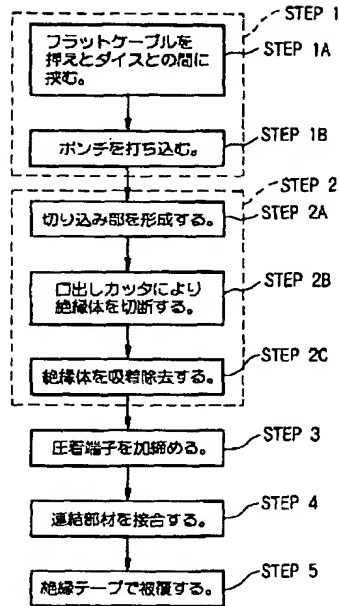 STEP 1
フラットケーブルを
押えとダイスとの間に
挟む。
STEP 1A
ポンチを打ち込む。
STEP 1B
STEP 2
切り込み部を形成する。
STEP 2A
口出しカッタにより
絶縁体を切断する。
STEP 2B
絶縁体を吸着除去する。
STEP 2C
圧着端子を加締める。
STEP 3
連結部材を接合する。
STEP 4
絶縁テープで被覆する。
STEP 5